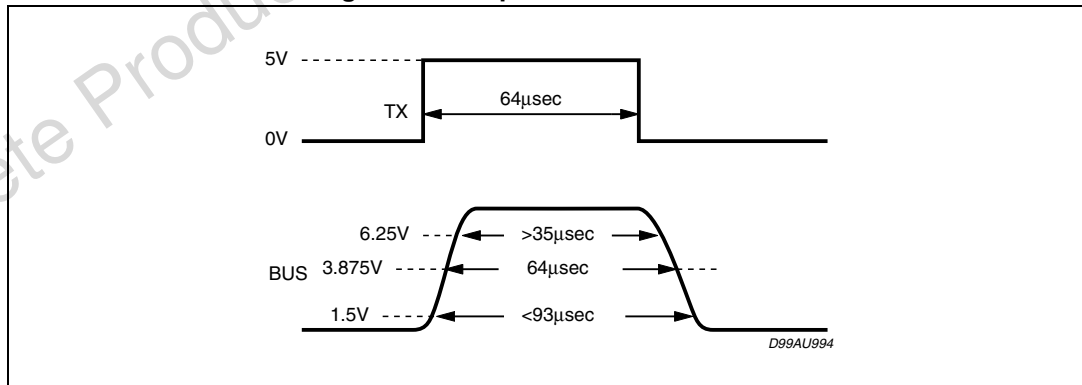 5V
TX
64μsec
0V
6.25V
>35μsec
BUS
3.875V
64μsec
1.5V
<93μsec
D99AU994